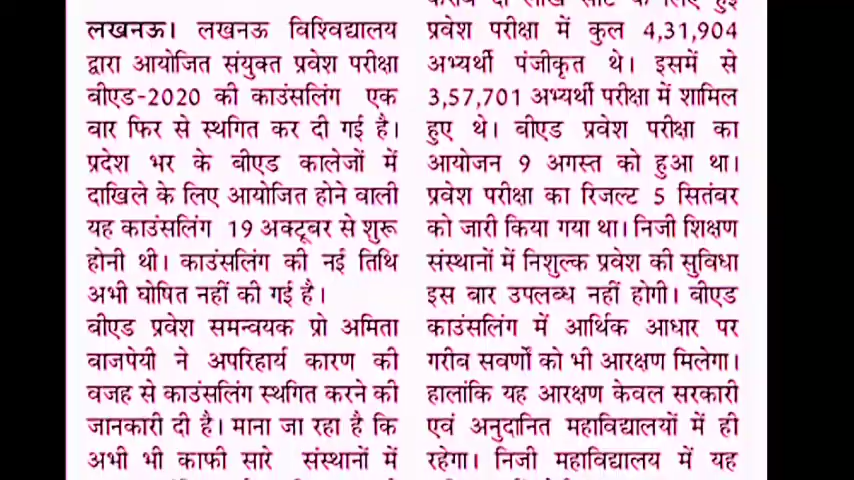 लखनऊ। लखनऊ विश्विद्यालय
द्वारा आयोजित संयुक्त प्रवेश परीक्षा
बीएड-2020 की काउंसलिंग एक
बार फिर से स्थगित कर दी गई है।
प्रदेश भर के बीएड कालेजों में
दाखिले के लिए आयोजित होने वाली
यह काउंसलिंग 19 अक्टूबर से शुरू
होनी थी। काउंसलिंग की नई तिथि
अभी घोषित नहीं की गई है।
बीएड प्रवेश समन्वयक प्रो अमिता
वाजपेयी ने अपरिहार्य कारण की
वजह से काउंसलिंग स्थगित करने की
जानकारी दी है। माना जा रहा है कि
अभी भी काफी सारे संस्थानों में
करीब दो लाख सीट के लिए हुई
प्रवेश परीक्षा में कुल 4,31,904
अभ्यर्थी पंजीकृत थे। इसमें से
3,57,701 अभ्यर्थी परीक्षा में शामिल
हुए थे। बीएड प्रवेश परीक्षा का
आयोजन 9 अगस्त को हुआ था।
प्रवेश परीक्षा का रिजल्ट 5 सितंबर
को जारी किया गया था। निजी शिक्षण
संस्थानों में निशुल्क प्रवेश की सुविधा
इस बार उपलब्ध नहीं होगी। बीएड
काउंसलिंग में आर्थिक आधार पर
गरीब सवर्णों को भी आरक्षण मिलेगा।
हालांकि यह आरक्षण केवल सरकारी
एवं अनुदानित महाविद्यालयों में ही
रहेगा। निजी महाविद्यालय में यह